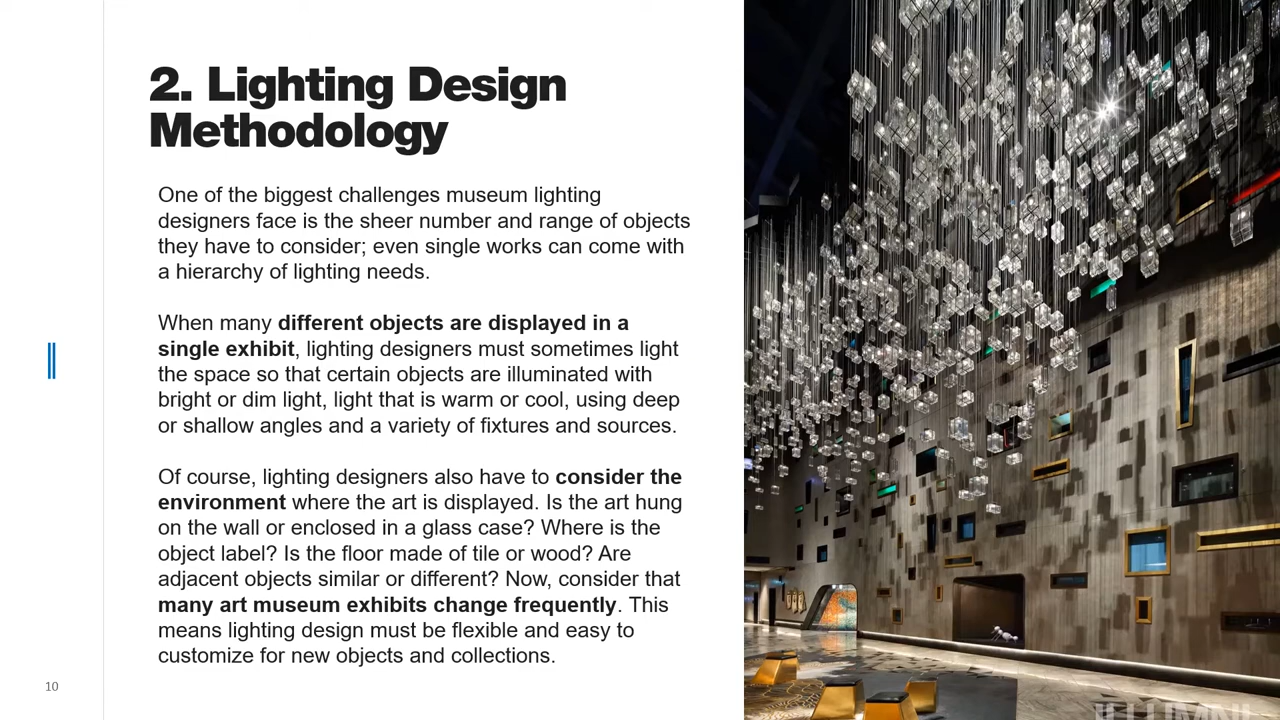 2. Lighting Design
Methodology
One of the biggest challenges museum lighting
designers face is the sheer number and range of objects
they have to consider; even single works can come with
a hierarchy of lighting needs.
When many different objects are displayed in a
single exhibit, lighting designers must sometimes light
the space so that certain objects are illuminated with
bright or dim light, light that is warm or cool, using deep
or shallow angles and a variety of fixtures and sources.
Of course, lighting designers also have to consider the
environment where the art is displayed. Is the art hung
on the wall or enclosed in a glass case? Where is the
object label? Is the floor made of tile or wood? Are
adjacent objects similar or different? Now, consider that
many art museum exhibits change frequently. This
means lighting design must be flexible and easy to
customize for new objects and collections.
10